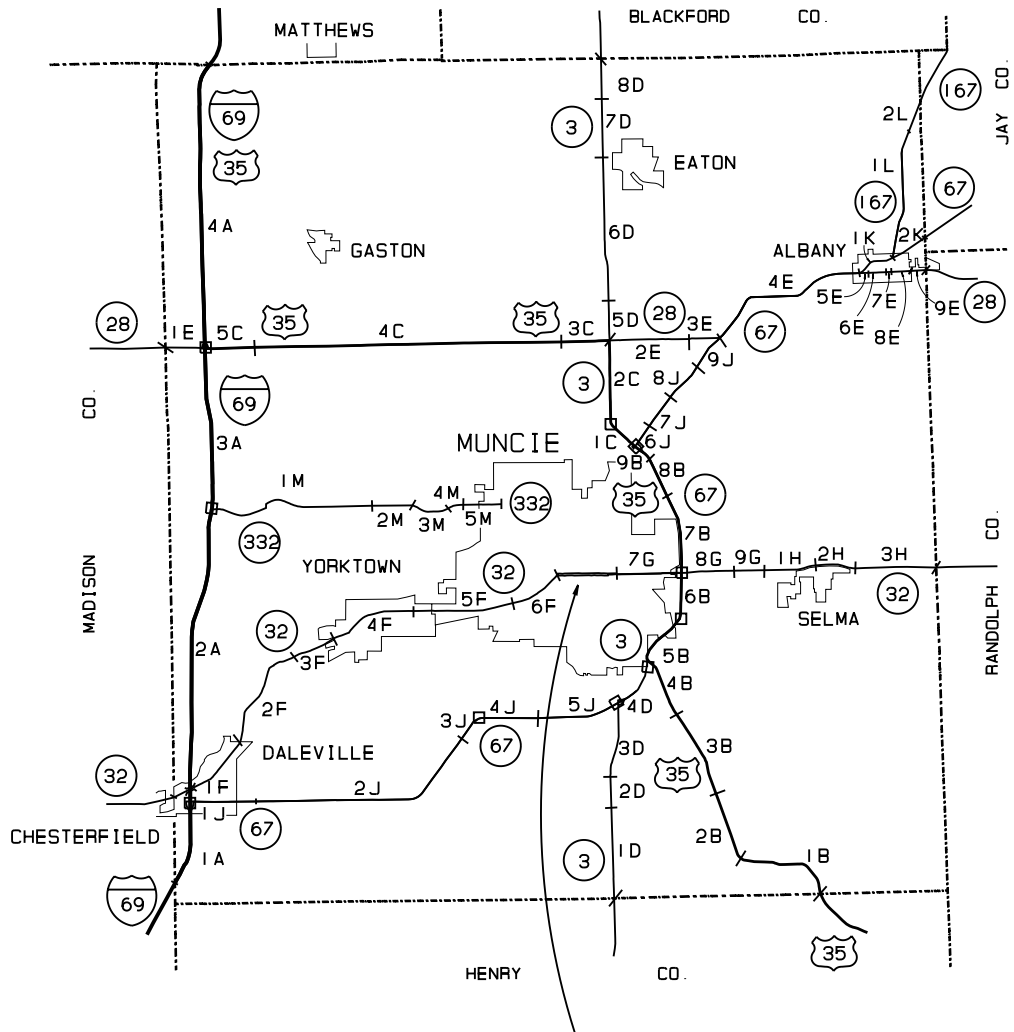 BLACKFORD CO.
MATTHEWS
8D
JAY CO.
167
69
3
7D
2L
EATON
35
1L
67
167
4A
6D
GASTON
ALBANY
1K
2K
4E
5E
7E
9E
28
6E
8E
28
1E
5C
35
4C
35
3C
5D
28
3E
67
2E
9J
3
2C
8J
69
CO.
7J
MUNCIE
1C
6J
3A
9B
8B
1M
4M
332
35
67
2M
3M
5M
CO.
332
7B
YORKTOWN
32
7G
8G
9G
1H
2H
3H
MADISON
5F
6F
6B
32
32
4F
SELMA
RANDOLPH
3
2A
3F
5B
4B
2F
3J
4J
5J
4D
67
3D
3B
DALEVILLE
32
35
1F
2J
2D
1J
67
CHESTERFIELD
2B
1A
3
1D
1B
69
35
HENRY CO.